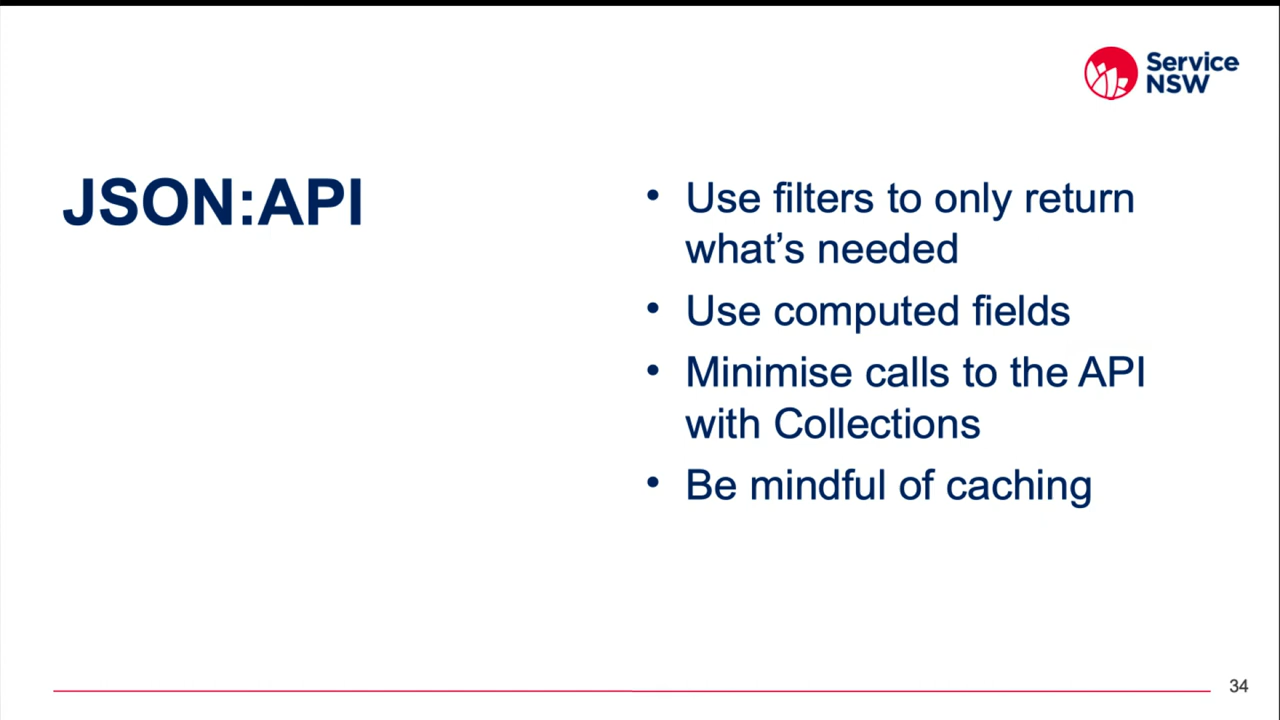 Service
NSW
JSON:API
• Use filters to only return
what’s needed
• Use computed fields
• Minimise calls to the API
with Collections
• Be mindful of caching
34